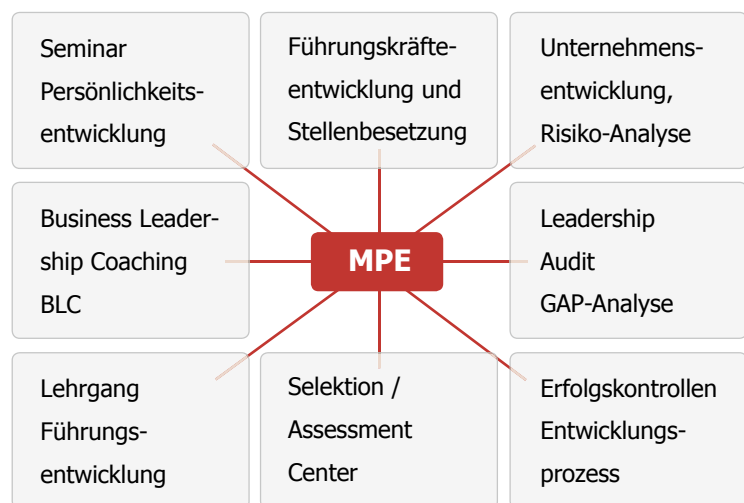 Seminar
Persönlichkeits-
entwicklung
Führungskräfte-
entwicklung und
Stellenbesetzung
Unternehmens-
entwicklung,
Risiko-Analyse
Business Leader-
ship Coaching
BLC
MPE
Leadership
Audit
GAP-Analyse
Lehrgang
Führungs-
entwicklung
Selektion /
Assessment
Center
Erfolgskontrollen
Entwicklungs-
prozess